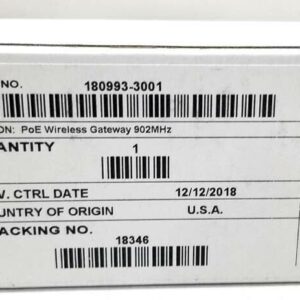 NO. 180993-3001
ON: PoE Wireless Gateway 902MHz
ANTITY 1
V. CTRL DATE 12/12/2018
UNTRY OF ORIGIN U.S.A.
ACKING NO.
18346